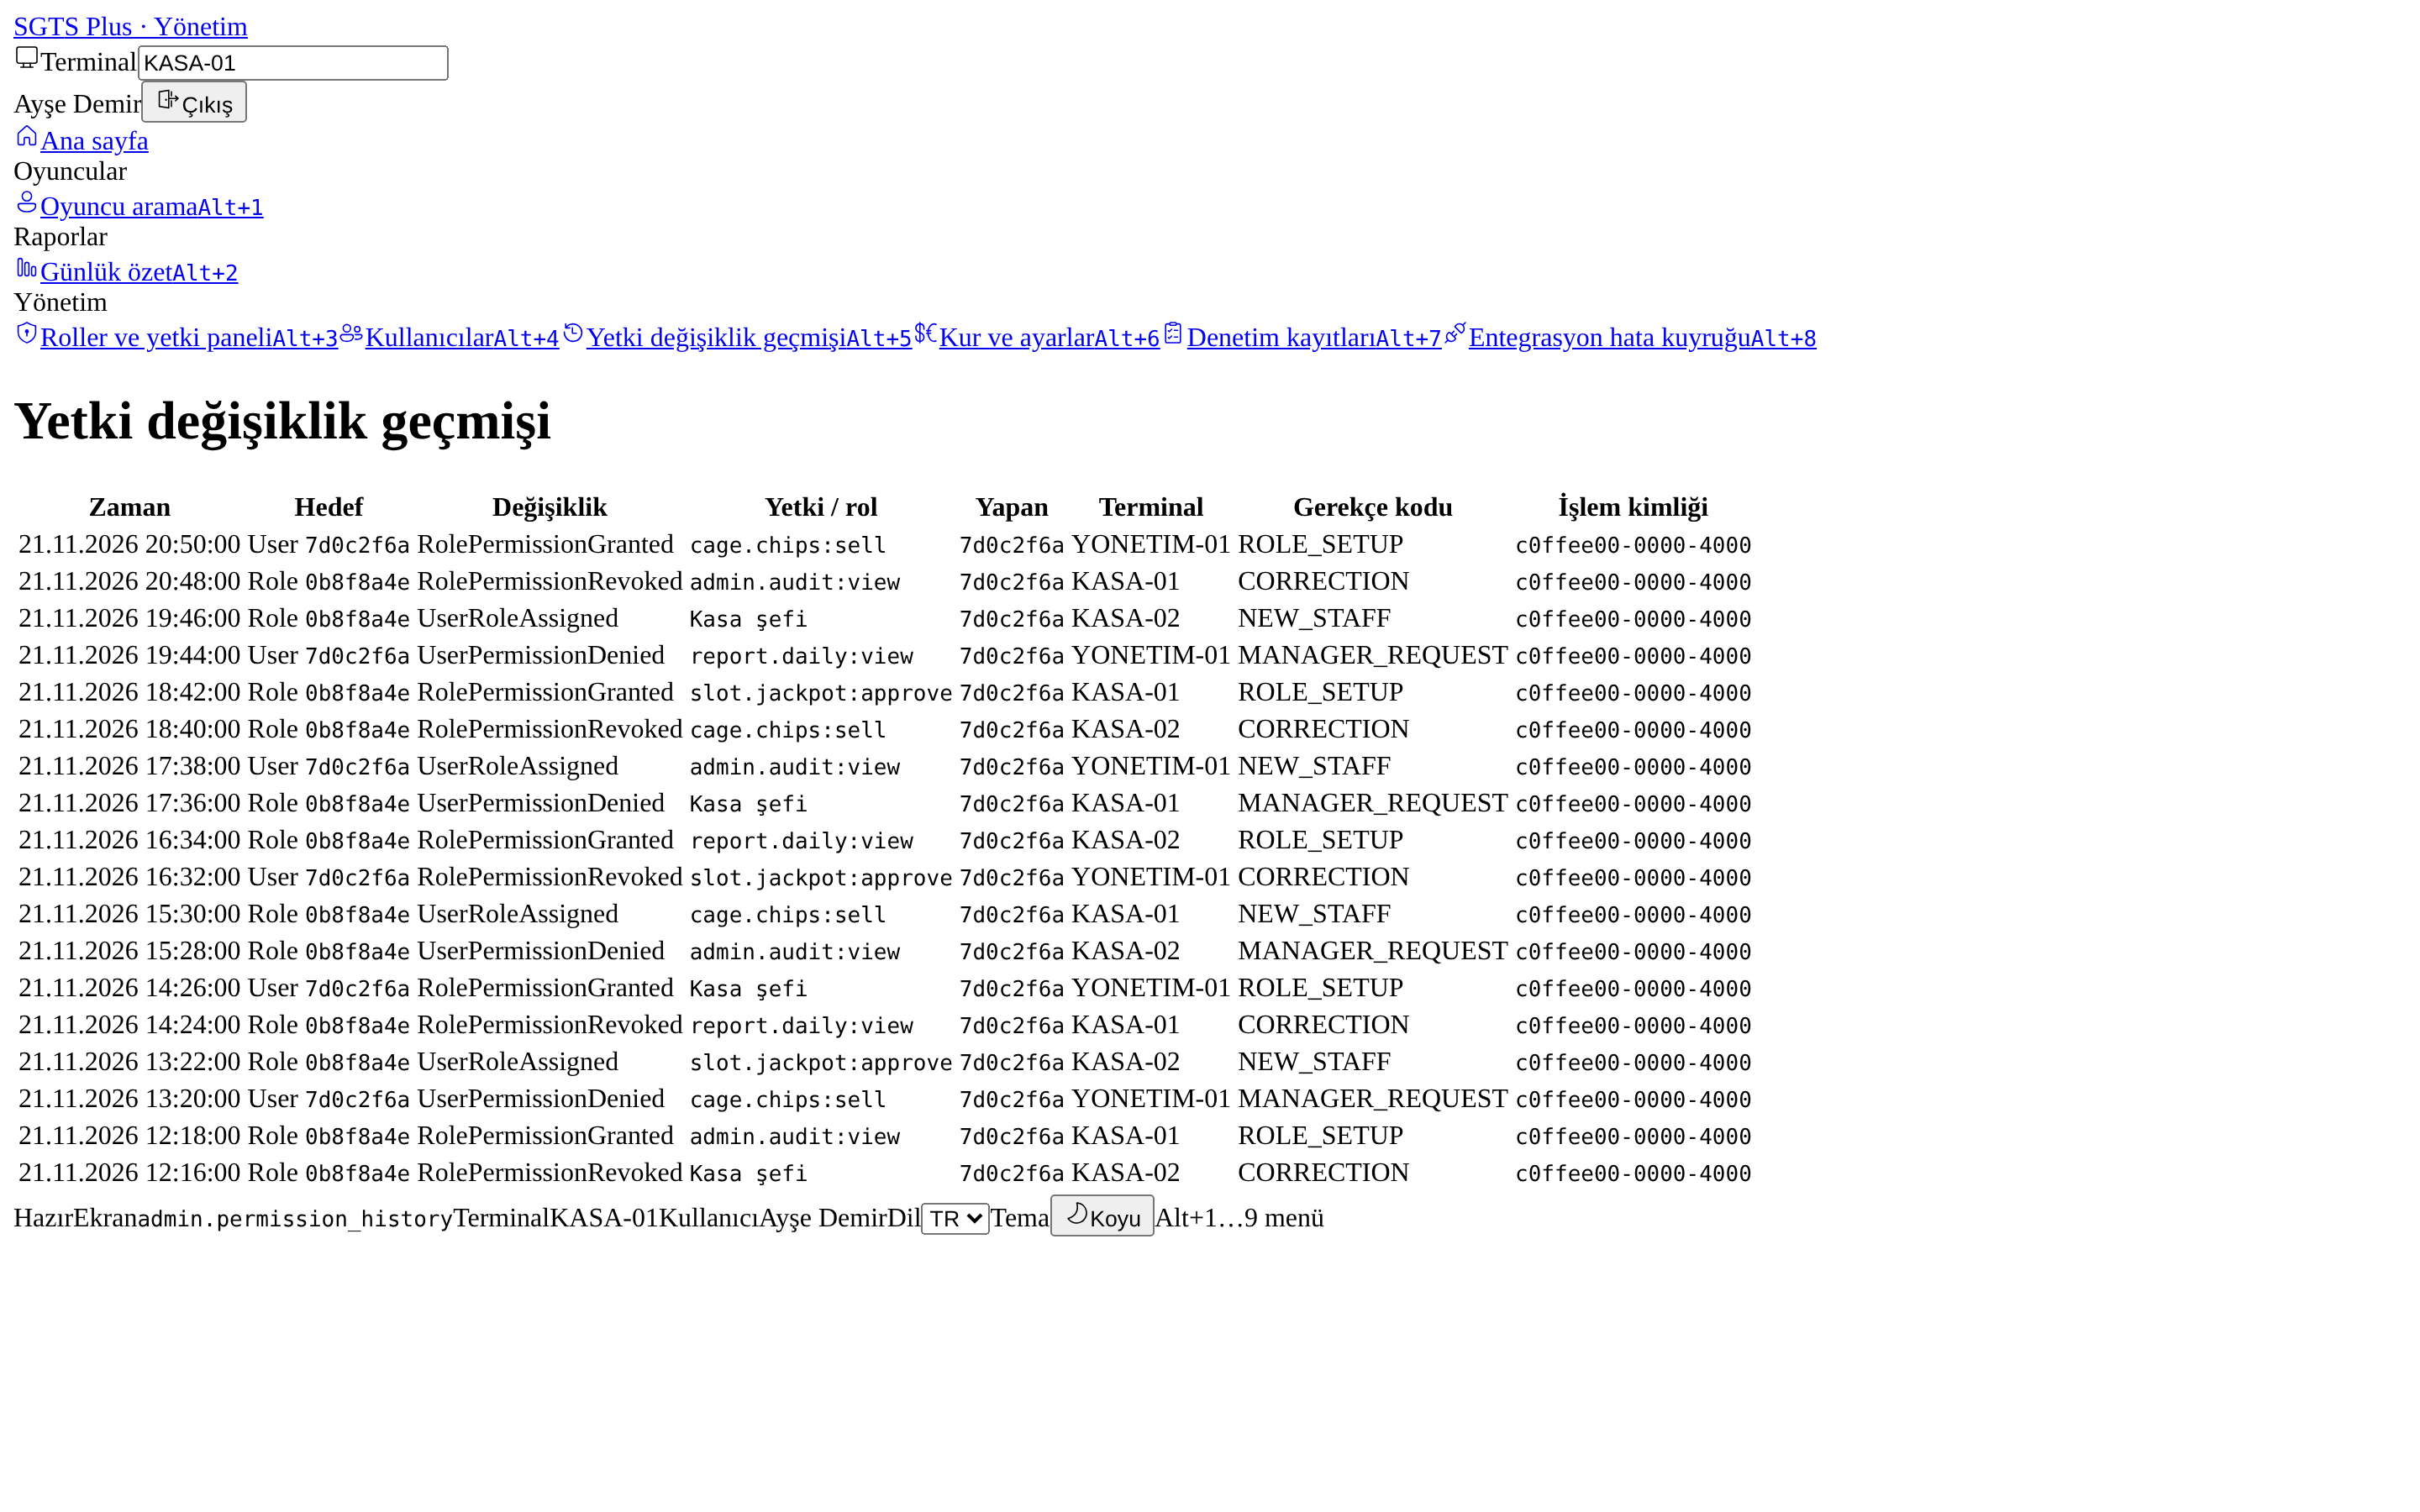 SGTS Plus · Yönetim
Terminal KASA-01
Ayşe Demir Çıkış
Ana sayfa
Oyuncular
Oyuncu arama Alt+1
Raporlar
Günlük özet Alt+2
Yönetim
Roller ve yetki paneli Alt+3 Kullanıcılar Alt+4 Yetki değişiklik geçmişi Alt+5 Kur ve ayarlar Alt+6 Denetim kayıtları Alt+7 Entegrasyon hata kuyruğu Alt+8
Yetki değişiklik geçmişi
Zaman Hedef Değişiklik Yetki / rol Yapan Terminal Gerekçe kodu İşlem kimliği
21.11.2026 20:50:00 User 7d0c2f6a RolePermissionGranted cage.chips:sell 7d0c2f6a YONETIM-01 ROLE_SETUP c0ffee00-0000-4000
21.11.2026 20:48:00 Role 0b8f8a4e RolePermissionRevoked admin.audit:view 7d0c2f6a KASA-01 CORRECTION c0ffee00-0000-4000
21.11.2026 19:46:00 Role 0b8f8a4e UserRoleAssigned Kasa şefi 7d0c2f6a KASA-02 NEW_STAFF c0ffee00-0000-4000
21.11.2026 19:44:00 User 7d0c2f6a UserPermissionDenied report.daily:view 7d0c2f6a YONETIM-01 MANAGER_REQUEST c0ffee00-0000-4000
21.11.2026 18:42:00 Role 0b8f8a4e RolePermissionGranted slot.jackpot:approve 7d0c2f6a KASA-01 ROLE_SETUP c0ffee00-0000-4000
21.11.2026 18:40:00 Role 0b8f8a4e RolePermissionRevoked cage.chips:sell 7d0c2f6a KASA-02 CORRECTION c0ffee00-0000-4000
21.11.2026 17:38:00 User 7d0c2f6a UserRoleAssigned admin.audit:view 7d0c2f6a YONETIM-01 NEW_STAFF c0ffee00-0000-4000
21.11.2026 17:36:00 Role 0b8f8a4e UserPermissionDenied Kasa şefi 7d0c2f6a KASA-01 MANAGER_REQUEST c0ffee00-0000-4000
21.11.2026 16:34:00 Role 0b8f8a4e RolePermissionGranted report.daily:view 7d0c2f6a KASA-02 ROLE_SETUP c0ffee00-0000-4000
21.11.2026 16:32:00 User 7d0c2f6a RolePermissionRevoked slot.jackpot:approve 7d0c2f6a YONETIM-01 CORRECTION c0ffee00-0000-4000
21.11.2026 15:30:00 Role 0b8f8a4e UserRoleAssigned cage.chips:sell 7d0c2f6a KASA-01 NEW_STAFF c0ffee00-0000-4000
21.11.2026 15:28:00 Role 0b8f8a4e UserPermissionDenied admin.audit:view 7d0c2f6a KASA-02 MANAGER_REQUEST c0ffee00-0000-4000
21.11.2026 14:26:00 User 7d0c2f6a RolePermissionGranted Kasa şefi 7d0c2f6a YONETIM-01 ROLE_SETUP c0ffee00-0000-4000
21.11.2026 14:24:00 Role 0b8f8a4e RolePermissionRevoked report.daily:view 7d0c2f6a KASA-01 CORRECTION c0ffee00-0000-4000
21.11.2026 13:22:00 Role 0b8f8a4e UserRoleAssigned slot.jackpot:approve 7d0c2f6a KASA-02 NEW_STAFF c0ffee00-0000-4000
21.11.2026 13:20:00 User 7d0c2f6a UserPermissionDenied cage.chips:sell 7d0c2f6a YONETIM-01 MANAGER_REQUEST c0ffee00-0000-4000
21.11.2026 12:18:00 Role 0b8f8a4e RolePermissionGranted admin.audit:view 7d0c2f6a KASA-01 ROLE_SETUP c0ffee00-0000-4000
21.11.2026 12:16:00 Role 0b8f8a4e RolePermissionRevoked Kasa şefi 7d0c2f6a KASA-02 CORRECTION c0ffee00-0000-4000
HazırEkranadmin.permission_historyTerminalKASA-01KullanıcıAyşe DemirDil TR Tema Koyu Alt+1…9 menü